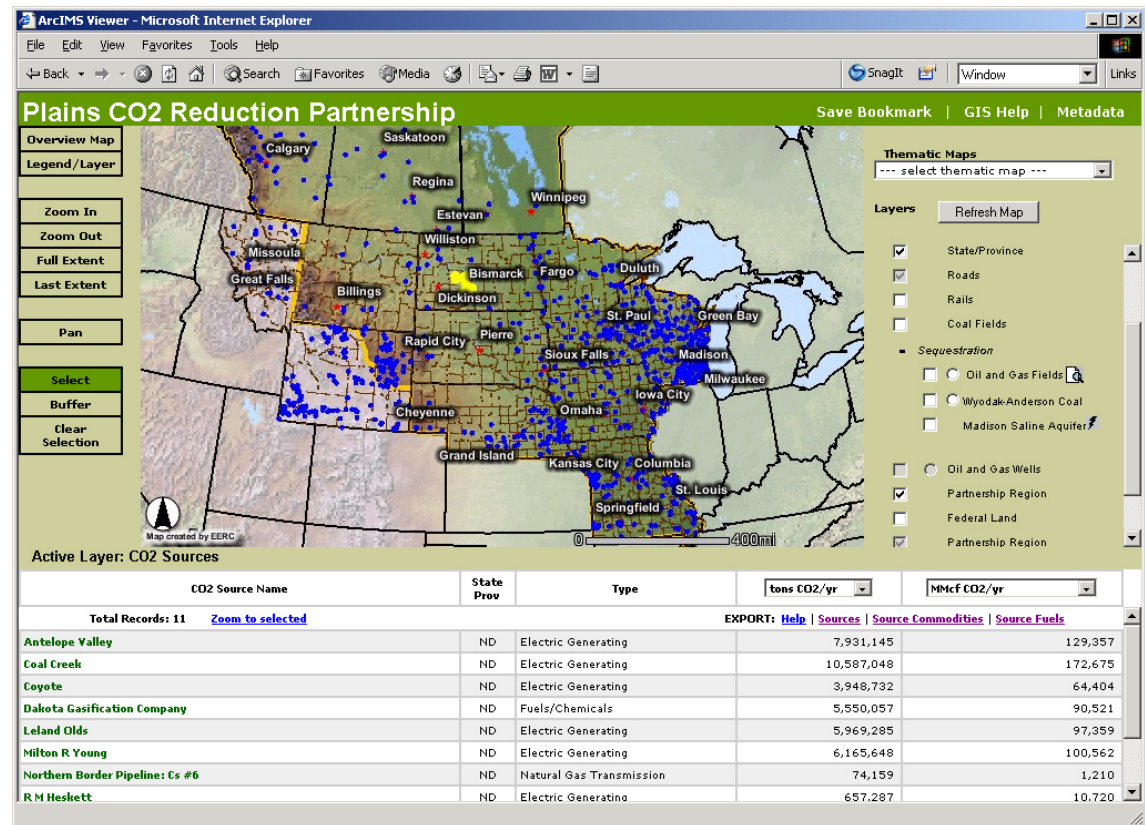 ArcIMS Viewer - Microsoft Internet Explorer
File Edit View Favorites Tools Help
Back Search Favorites Media SnagIt Window Links
Plains CO2 Reduction Partnership Save Bookmark | GIS Help | Metadata
Overview Map
Legend/Layer
Zoom In
Zoom Out
Full Extent
Last Extent
Pan
Select
Buffer
Clear
Selection
Calgary Saskatoon
Regina
Winnipeg
Estevan
Williston
Missoula
Great Falls Bismarck Fargo Duluth
Billings Dickinson
St. Paul Green Bay
Rapid City Pierre
Sioux Falls Madison
Milwaukee
Iowa City
Cheyenne Omaha
Grand Island
Kansas City Columbia
St. Louis
Springfield
Map created by EERC
0 400mi
Thematic Maps
--- select thematic map ---
Layers Refresh Map
State/Province
Roads
Rails
Coal Fields
Sequestration
Oil and Gas Fields
Wyodak-Anderson Coal
Madison Saline Aquifer
Oil and Gas Wells
Partnership Region
Federal Land
Partnership Region
Active Layer: CO2 Sources
CO2 Source Name State Prov Type tons CO2/yr MMcf CO2/yr
Total Records: 11 Zoom to selected EXPORT: Help | Sources | Source Commodities | Source Fuels
Antelope Valley ND Electric Generating 7,931,145 129,357
Coal Creek ND Electric Generating 10,587,048 172,675
Coyote ND Electric Generating 3,948,732 64,404
Dakota Gasification Company ND Fuels/Chemicals 5,550,057 90,521
Leland Olds ND Electric Generating 5,969,285 97,359
Milton R Young ND Electric Generating 6,165,648 100,562
Northern Border Pipeline: Cs #6 ND Natural Gas Transmission 74,159 1,210
R M Heskett ND Electric Generating 657,287 10,720